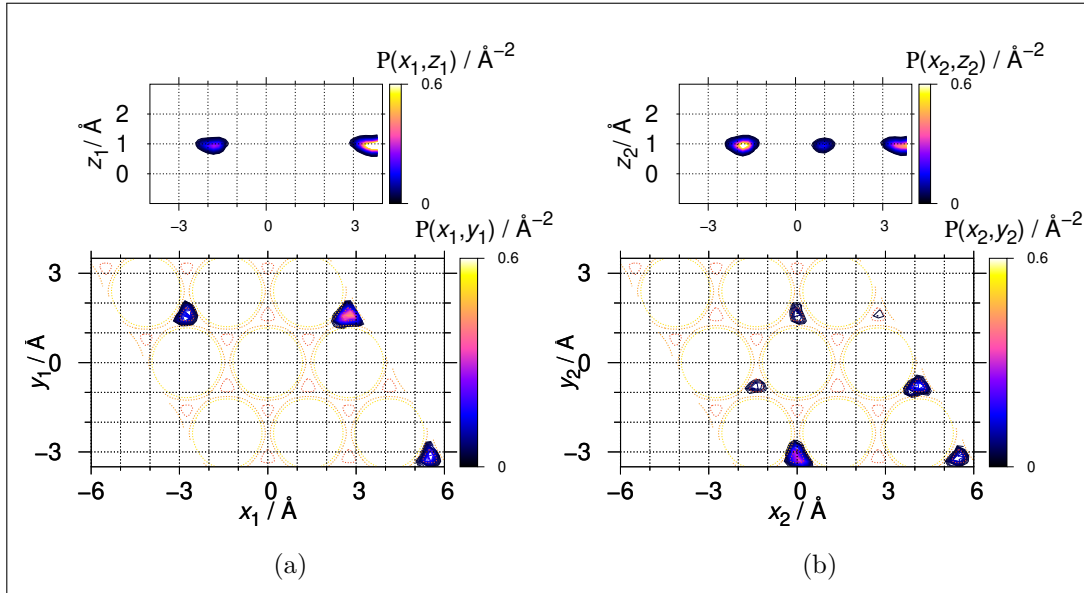 P(x₁,z₁) / Å⁻²
0.6
0
2
1
0
z₁/ Å
−3 0 3
P(x₁,y₁) / Å⁻²
0.6
0
3
0
−3
y₁/ Å
−6 −3 0 3 6
x₁ / Å
(a)
P(x₂,z₂) / Å⁻²
0.6
0
2
1
0
z₂/ Å
−3 0 3
P(x₂,y₂) / Å⁻²
0.6
0
3
0
−3
y₂/ Å
−6 −3 0 3 6
x₂ / Å
(b)